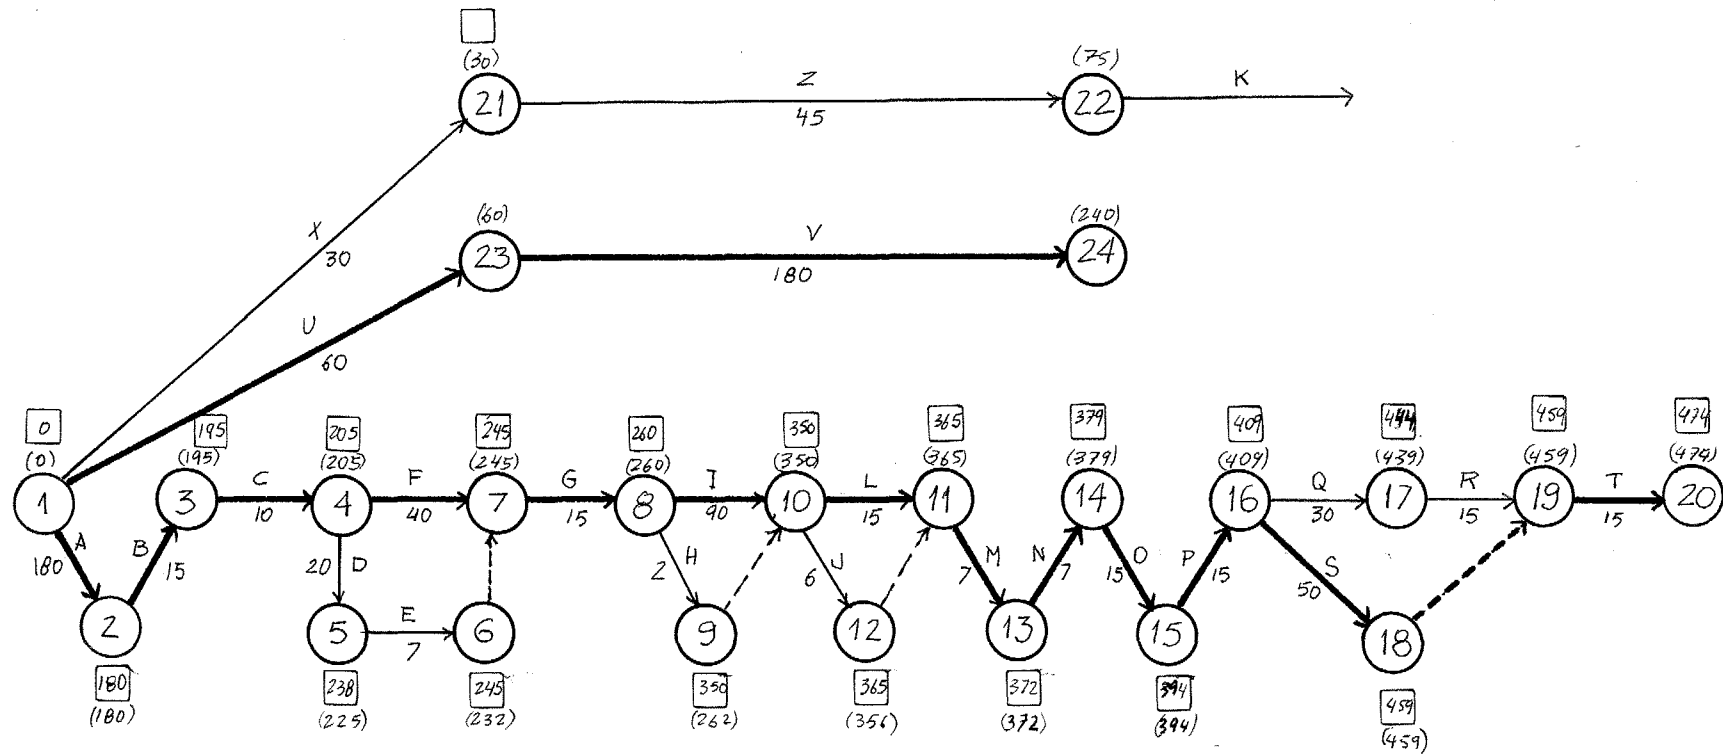 (30) (75)
21 Z 22 K
45
X
30
(60) (240)
23 V 24
180
U
60
0 195 205 245 260 350 365 379 409 444 459 474
(0) (195) (205) (245) (260) (350) (365) (379) (409) (439) (459) (474)
1 3 C 4 F 7 G 8 I 10 L 11 14 16 Q 17 R 19 T 20
10 40 15 90 15 30 15 15
A B D H J M N O P S
180 15 20 2 6 7 7 15 15 50
2 5 E 6 9 12 13 15 18
7
180 238 245 350 365 372 394 459
(180) (225) (232) (262) (356) (372) (394) (459)